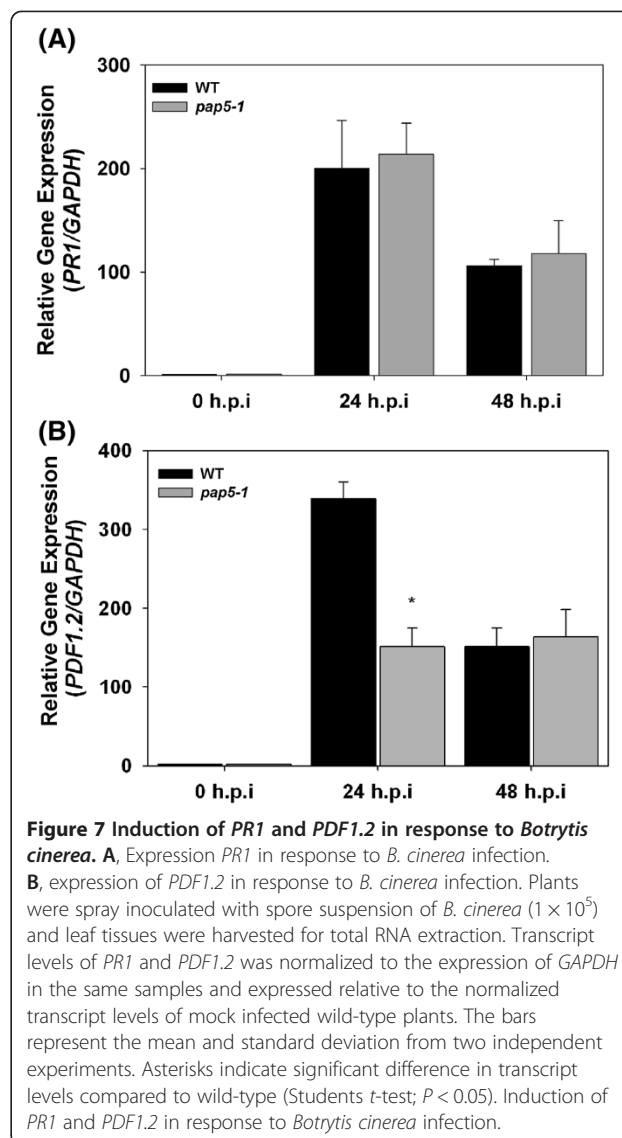 (A)
300
WT
pap5-1
200
100
0
Relative Gene Expression
(PR1/GAPDH)
0 h.p.i
24 h.p.i
48 h.p.i
(B)
400
WT
pap5-1
300
*
200
100
0
Relative Gene Expression
(PDF1.2/GAPDH)
0 h.p.i
24 h.p.i
48 h.p.i
Figure 7 Induction of PR1 and PDF1.2 in response to Botrytis
cinerea. A, Expression PR1 in response to B. cinerea infection.
B, expression of PDF1.2 in response to B. cinerea infection. Plants
were spray inoculated with spore suspension of B. cinerea (1 × 10⁵)
and leaf tissues were harvested for total RNA extraction. Transcript
levels of PR1 and PDF1.2 was normalized to the expression of GAPDH
in the same samples and expressed relative to the normalized
transcript levels of mock infected wild-type plants. The bars
represent the mean and standard deviation from two independent
experiments. Asterisks indicate significant difference in transcript
levels compared to wild-type (Students t-test; P < 0.05). Induction of
PR1 and PDF1.2 in response to Botrytis cinerea infection.